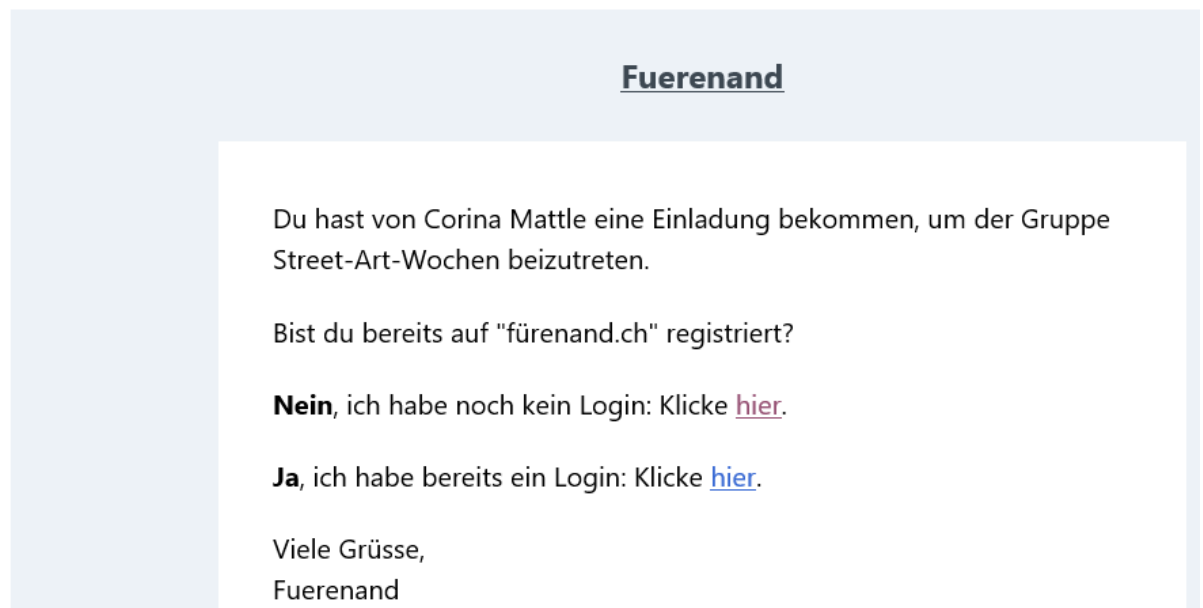 Fuerenand
Du hast von Corina Mattle eine Einladung bekommen, um der Gruppe
Street-Art-Wochen beizutreten.
Bist du bereits auf "fürenand.ch" registriert?
Nein, ich habe noch kein Login: Klicke hier.
Ja, ich habe bereits ein Login: Klicke hier.
Viele Grüsse,
Fuerenand